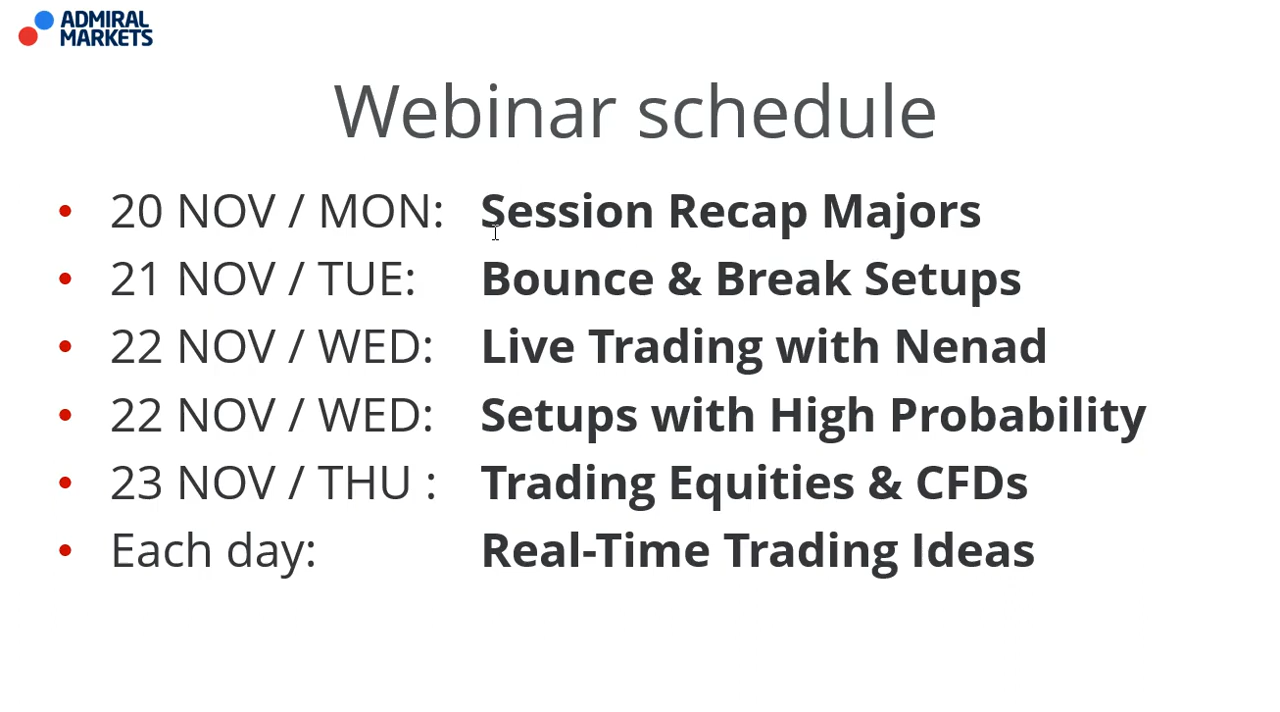 ADMIRAL
MARKETS
Webinar schedule
• 20 NOV / MON: Session Recap Majors
• 21 NOV / TUE: Bounce & Break Setups
• 22 NOV / WED: Live Trading with Nenad
• 22 NOV / WED: Setups with High Probability
• 23 NOV / THU : Trading Equities & CFDs
• Each day: Real-Time Trading Ideas